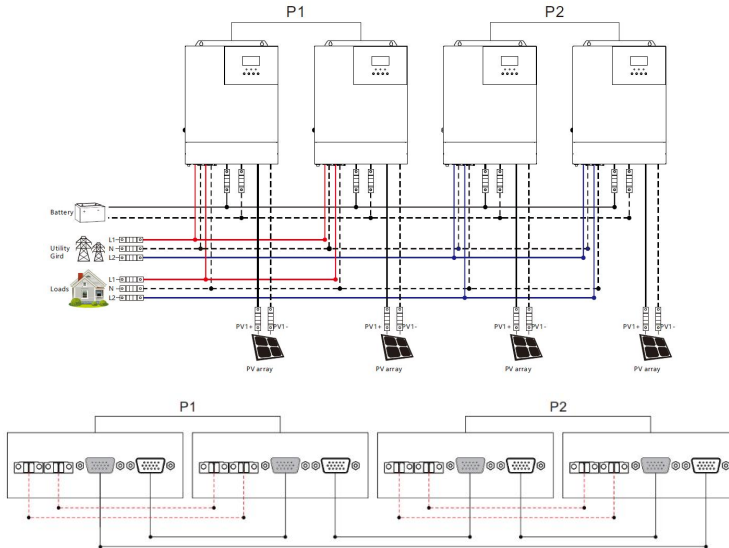 P1
P2
Battery
Utility
Gird
L1
N
L2
Loads
L1
N
L2
PV1+
PV1-
PV1+
PV1-
PV1+
PV1-
PV1+
PV1-
PV array
PV array
PV array
PV array
P1
P2